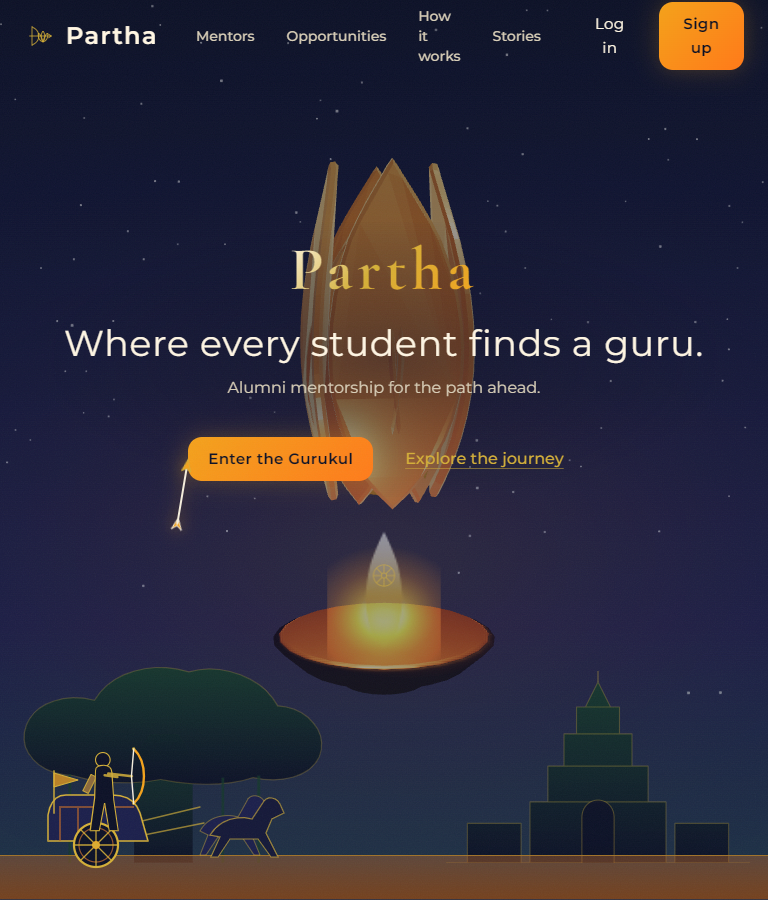 Partha
Mentors
Opportunities
How
it
works
Stories
Log
in
Sign
up
Partha
Where every student finds a guru.
Alumni mentorship for the path ahead.
Enter the Gurukul
Explore the journey